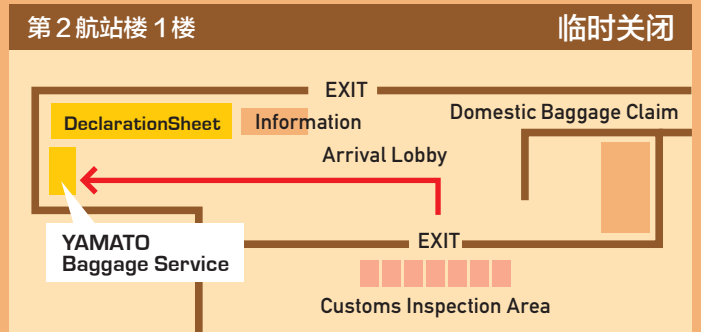 第2航站楼1楼
临时关闭
EXIT
DeclarationSheet
Information
Domestic Baggage Claim
Arrival Lobby
YAMATO
Baggage Service
EXIT
Customs Inspection Area